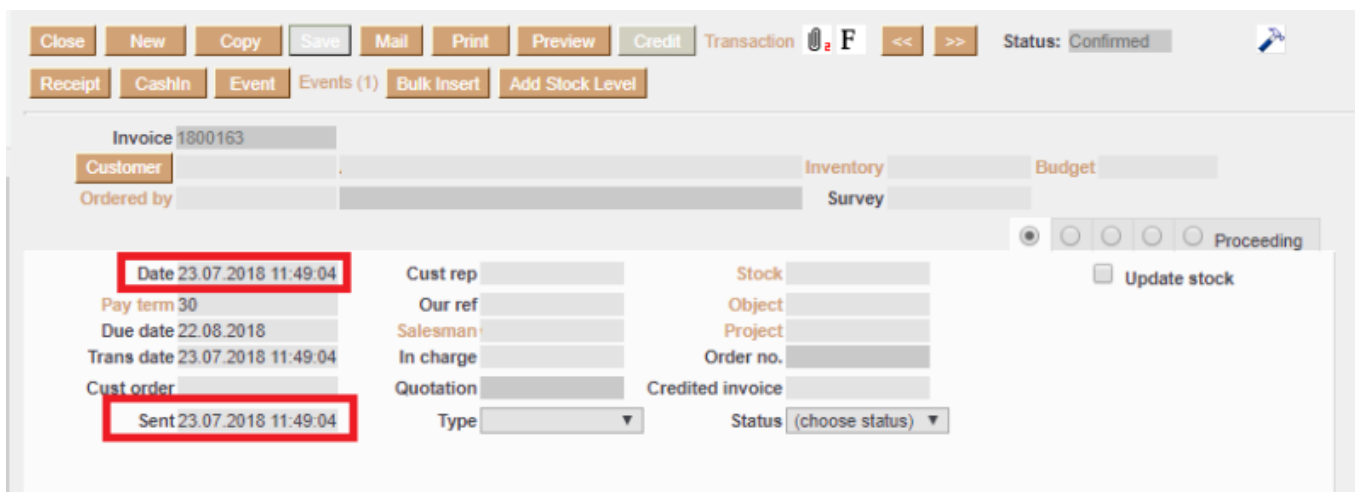 Close New Copy Save Mail Print Preview Credit Transaction 2 F << >> Status: Confirmed
Receipt CashIn Event Events (1) Bulk Insert Add Stock Level
Invoice 1800163
Customer . Inventory Budget
Ordered by Survey
Proceeding
Date 23.07.2018 11:49:04 Cust rep Stock Update stock
Pay term 30 Our ref Object
Due date 22.08.2018 Salesman Project
Trans date 23.07.2018 11:49:04 In charge Order no.
Cust order Quotation Credited invoice
Sent 23.07.2018 11:49:04 Type Status (choose status)